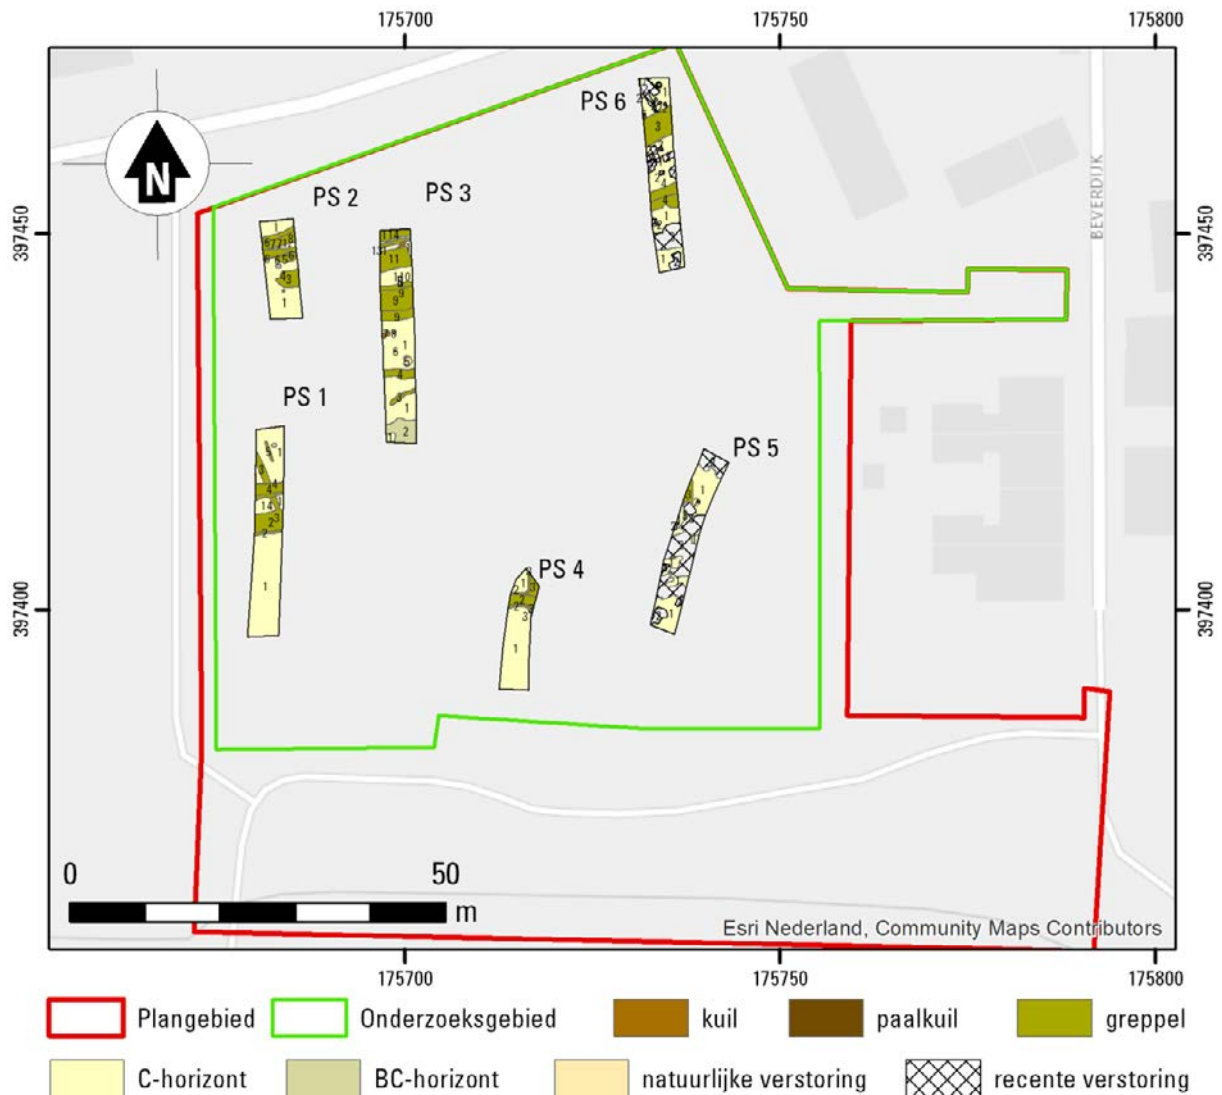 175700 175750 175800
PS 6
N
PS 2 PS 3
BEVERDIJK
397450 397450
PS 1
PS 5
PS 4
397400 397400
0 50
m
Esri Nederland, Community Maps Contributors
175700 175750 175800
Plangebied Onderzoeksgebied kuil paalkuil greppel
C-horizont BC-horizont natuurlijke verstoring recente verstoring